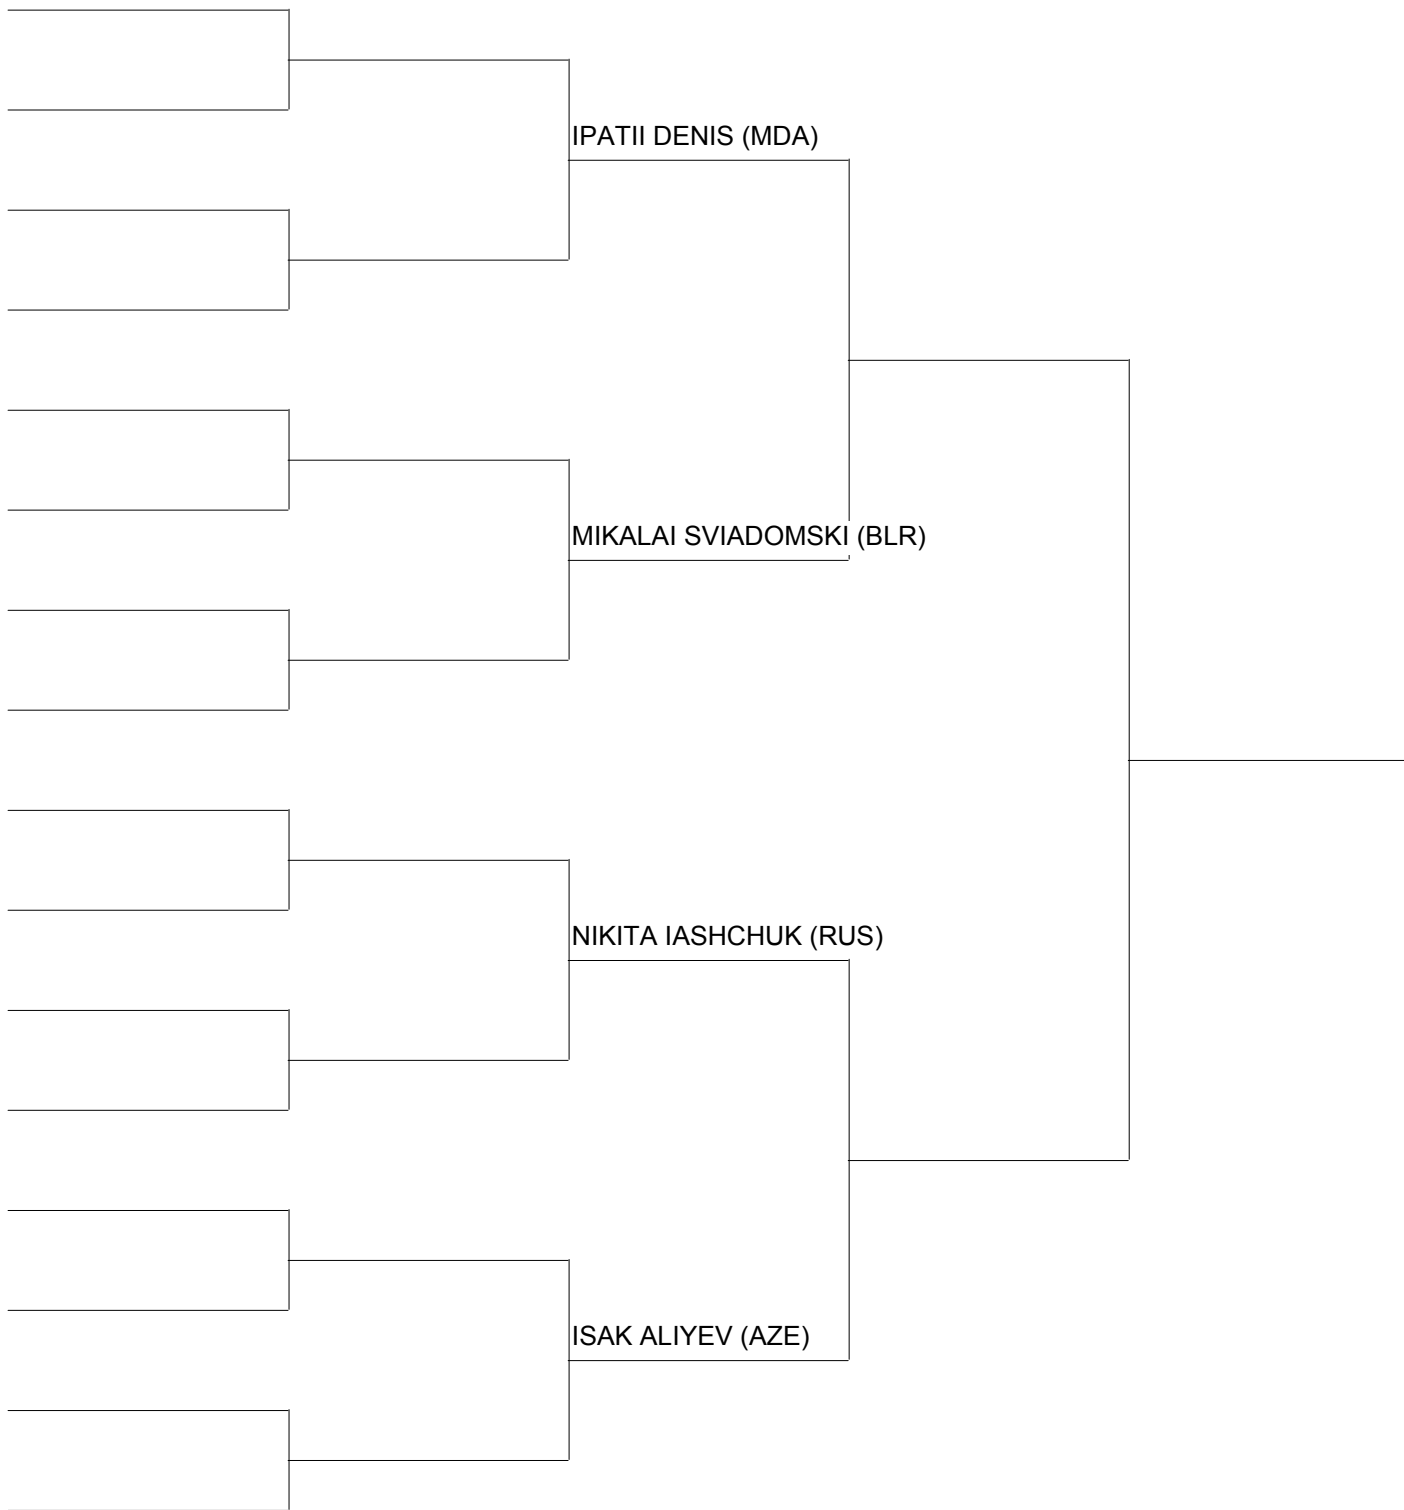 IPATII DENIS (MDA)
MIKALAI SVIADOMSKI (BLR)
NIKITA IASHCHUK (RUS)
ISAK ALIYEV (AZE)